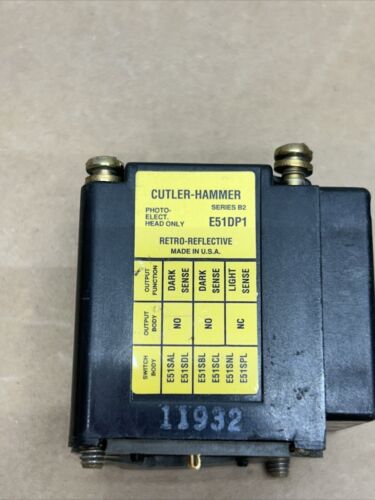 CUTLER-HAMMER
SERIES B2
PHOTO-
ELECT.
HEAD ONLY
E51DP1
RETRO-REFLECTIVE
MADE IN U.S.A.
OUTPUT FUNCTION
DARK SENSE
DARK SENSE
LIGHT SENSE
OUTPUT BODY
NO
NO
NC
SWITCH BODY
E51SAL
E51SDL
E51SBL
E51SCL
E51SNL
E51SPL
11932